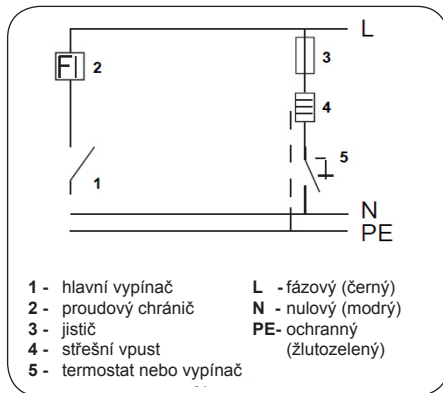 L
FI 2
3
4
5
1
N
PE
1 - hlavní vypínač
2 - proudový chránič
3 - jistič
4 - střešní vpust
5 - termostat nebo vypínač
L - fázový (černý)
N - nulový (modrý)
PE- ochranný
(žlutozelený)